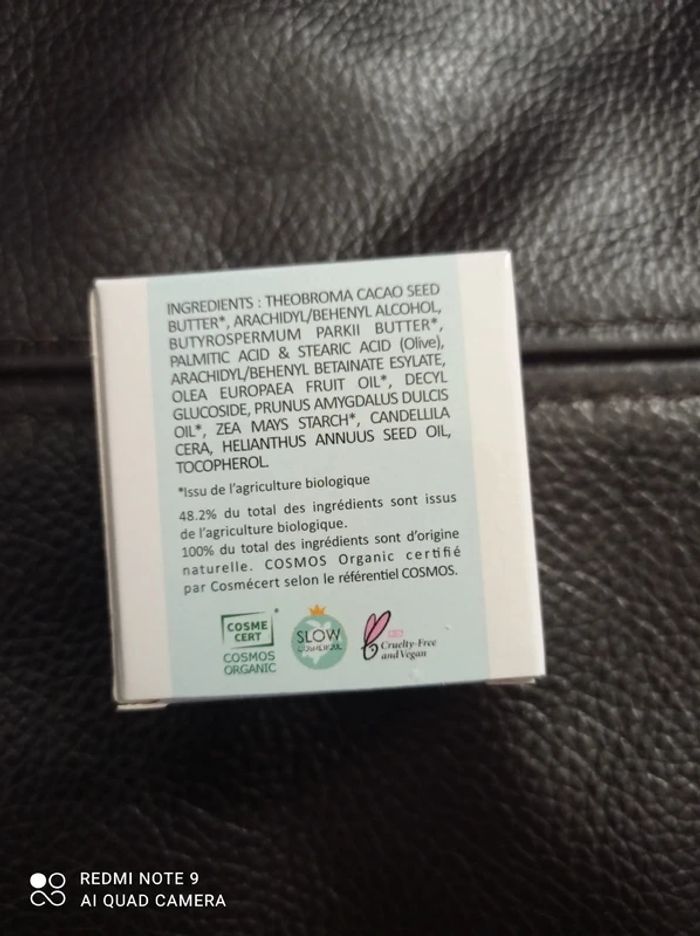 INGREDIENTS : THEOBROMA CACAO SEED
BUTTER*, ARACHIDYL/BEHENYL ALCOHOL,
BUTYROSPERMUM PARKII BUTTER*,
PALMITIC ACID & STEARIC ACID (Olive),
ARACHIDYL/BEHENYL BETAINATE ESYLATE,
OLEA EUROPAEA FRUIT OIL*, DECYL
GLUCOSIDE, PRUNUS AMYGDALUS DULCIS
OIL*, ZEA MAYS STARCH*, CANDELLILA
CERA, HELIANTHUS ANNUUS SEED OIL,
TOCOPHEROL.
*Issu de l'agriculture biologique
48.2% du total des ingrédients sont issus
de l'agriculture biologique.
100% du total des ingrédients sont d'origine
naturelle. COSMOS Organic certifié
par Cosmécert selon le référentiel COSMOS.
COSME
CERT
COSMOS
ORGANIC
SLOW
Cruelty-Free
and Vegan
REDMI NOTE 9
AI QUAD CAMERA